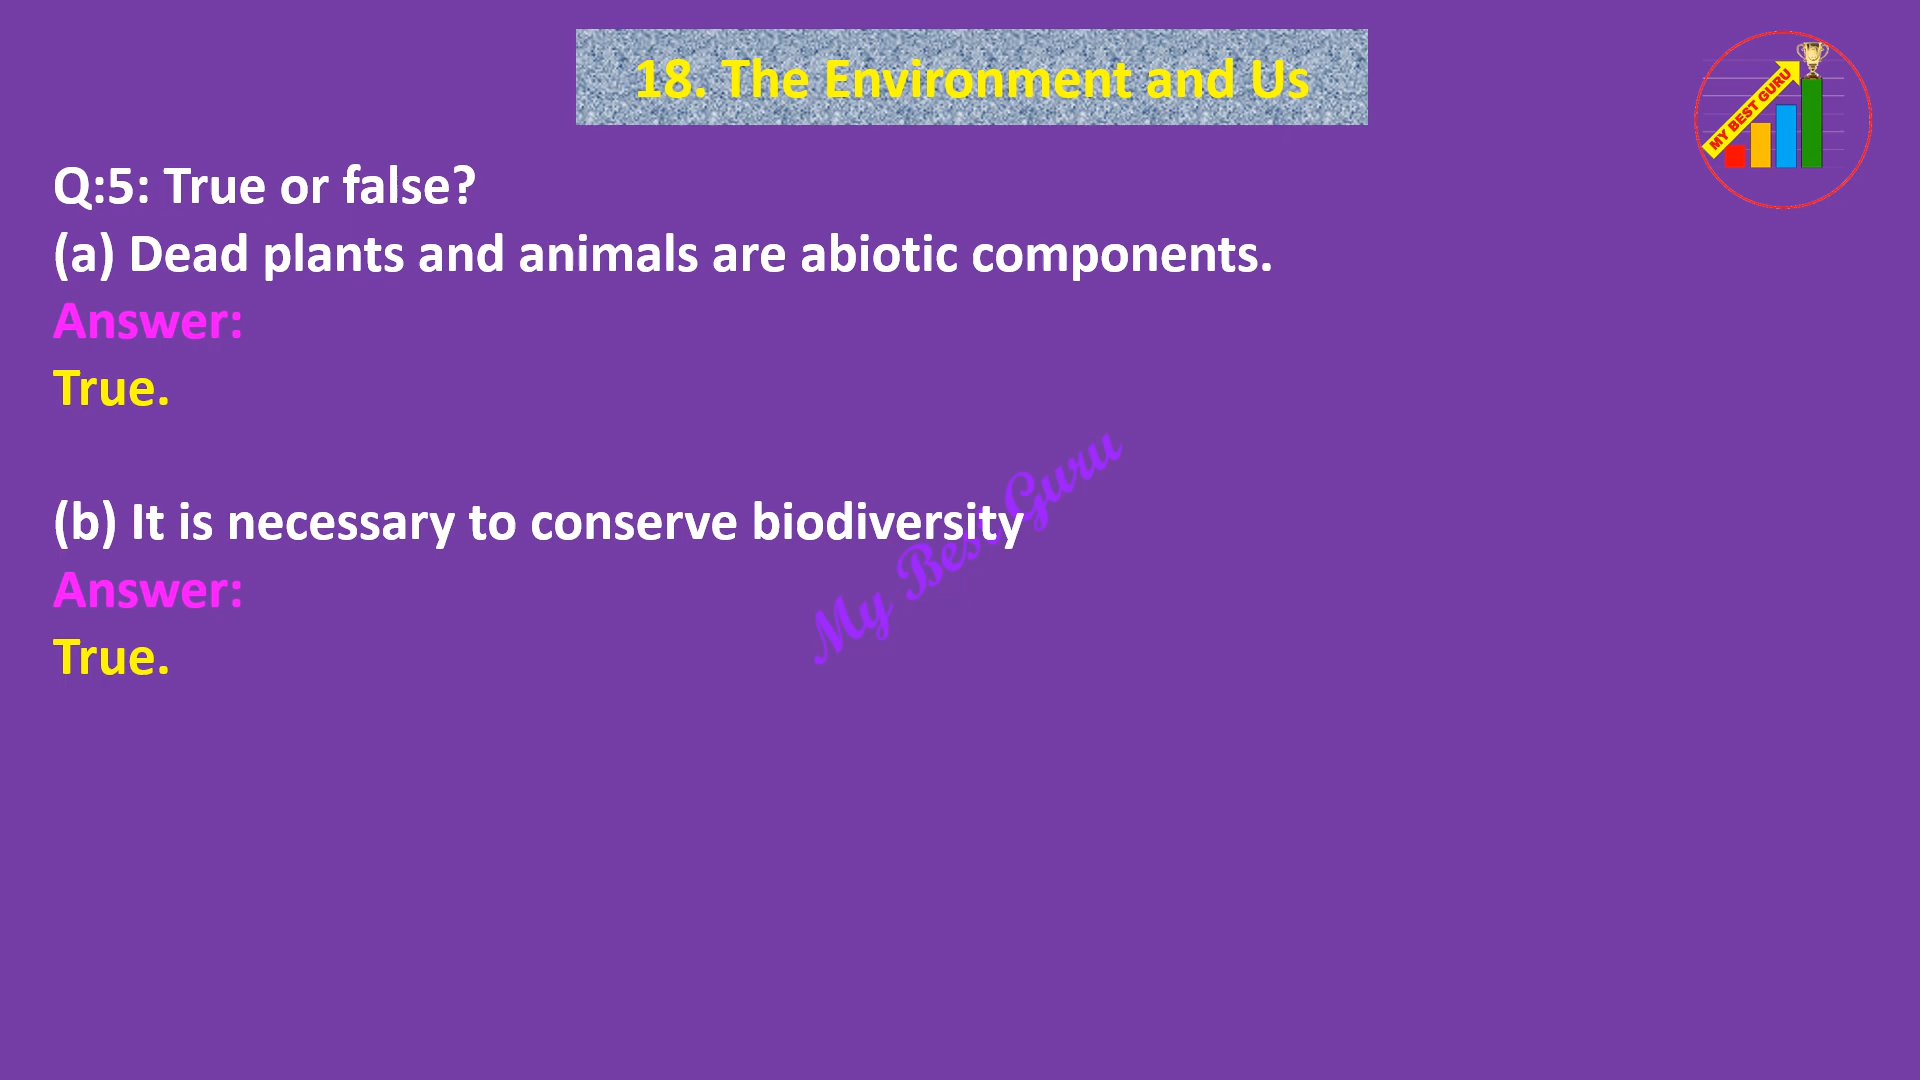 18. The Environment and Us
MY BEST GURU
Q:5: True or false?
(a) Dead plants and animals are abiotic components.
Answer:
True.
(b) It is necessary to conserve biodiversity
Answer:
True.
My Best Guru